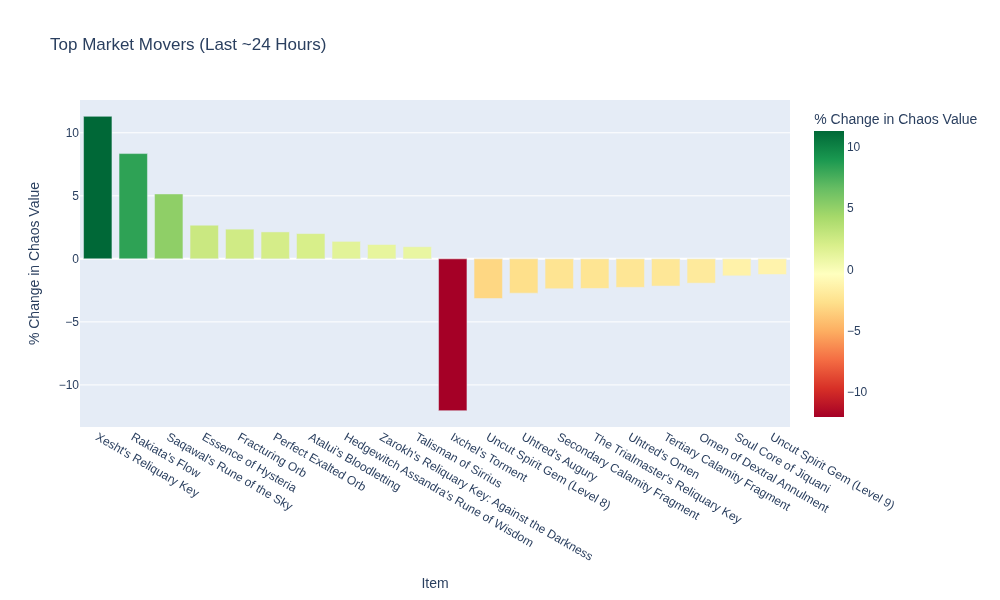 Top Market Movers (Last ~24 Hours)
% Change in Chaos Value
10
5
0
−5
−10
Xesht's Reliquary Key
Rakiata's Flow
Saqawal's Rune of the Sky
Essence of Hysteria
Fracturing Orb
Perfect Exalted Orb
Atalui's Bloodletting
Hedgewitch Assandra's Rune of Wisdom
Zarokh's Reliquary Key: Against the Darkness
Talisman of Sirrius
Ixchel's Torment
Uncut Spirit Gem (Level 8)
Uhtred's Augury
Secondary Calamity Fragment
The Trialmaster's Reliquary Key
Uhtred's Omen
Tertiary Calamity Fragment
Omen of Dextral Annulment
Soul Core of Jiquani
Uncut Spirit Gem (Level 9)
Item
% Change in Chaos Value
10
5
0
−5
−10